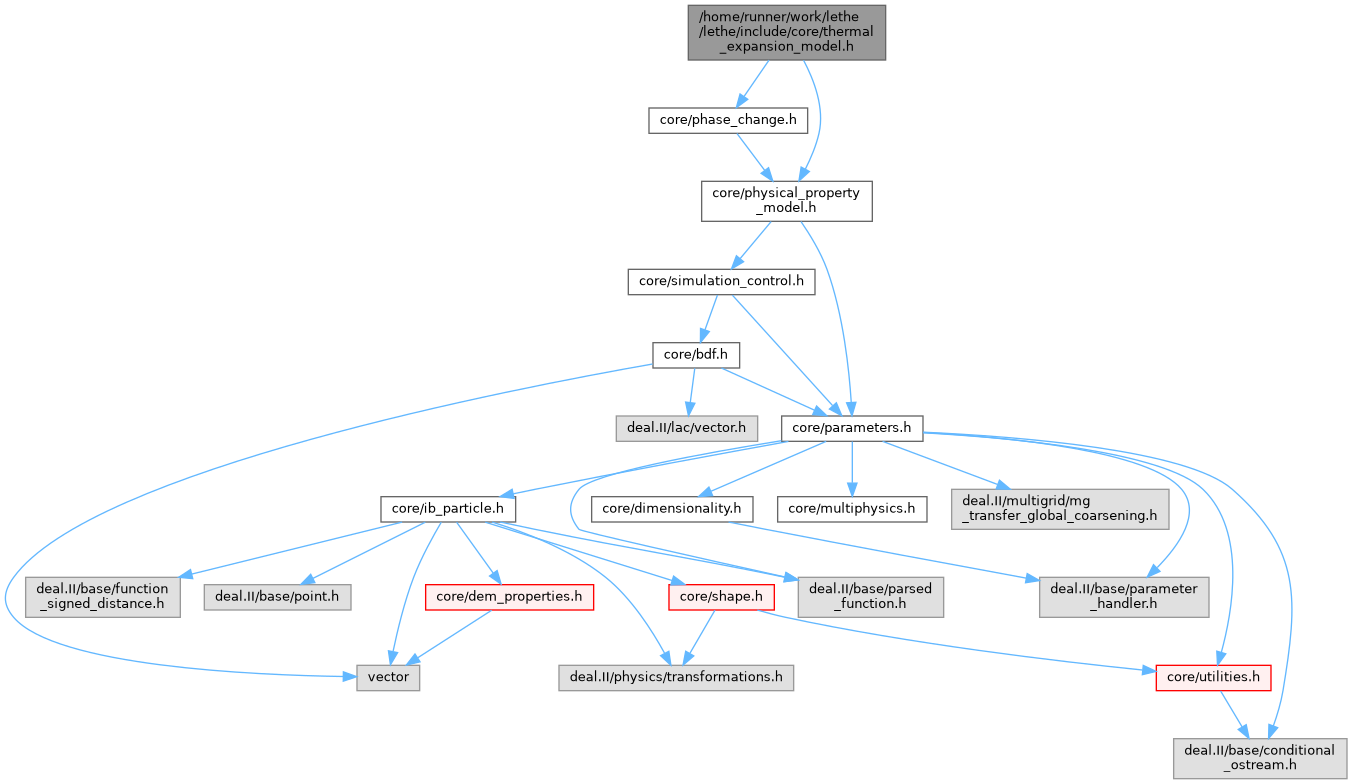 /home/runner/work/lethe
/lethe/include/core/thermal
_expansion_model.h
core/phase_change.h
core/physical_property
_model.h
core/simulation_control.h
core/bdf.h
deal.II/lac/vector.h
core/parameters.h
core/ib_particle.h
core/dimensionality.h
core/multiphysics.h
deal.II/multigrid/mg
_transfer_global_coarsening.h
deal.II/base/function
_signed_distance.h
deal.II/base/point.h
core/dem_properties.h
core/shape.h
deal.II/base/parsed
_function.h
deal.II/base/parameter
_handler.h
vector
deal.II/physics/transformations.h
core/utilities.h
deal.II/base/conditional
_ostream.h